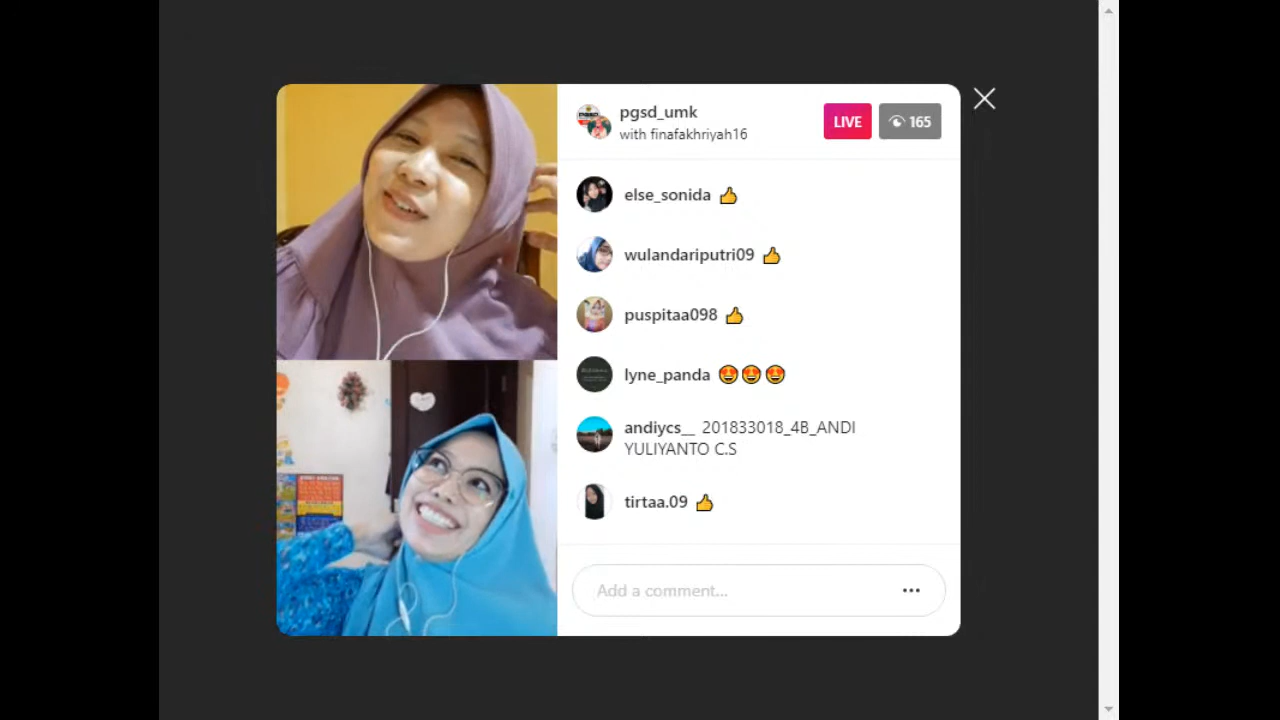 pgsd_umk
with finafakhriyah16
LIVE
165
else_sonida 👍
wulandariputri09 👍
puspitaa098 👍
lyne_panda 😍😍😍
andiycs__ 201833018_4B_ANDI
YULIYANTO C.S
tirtaa.09 👍
Add a comment...